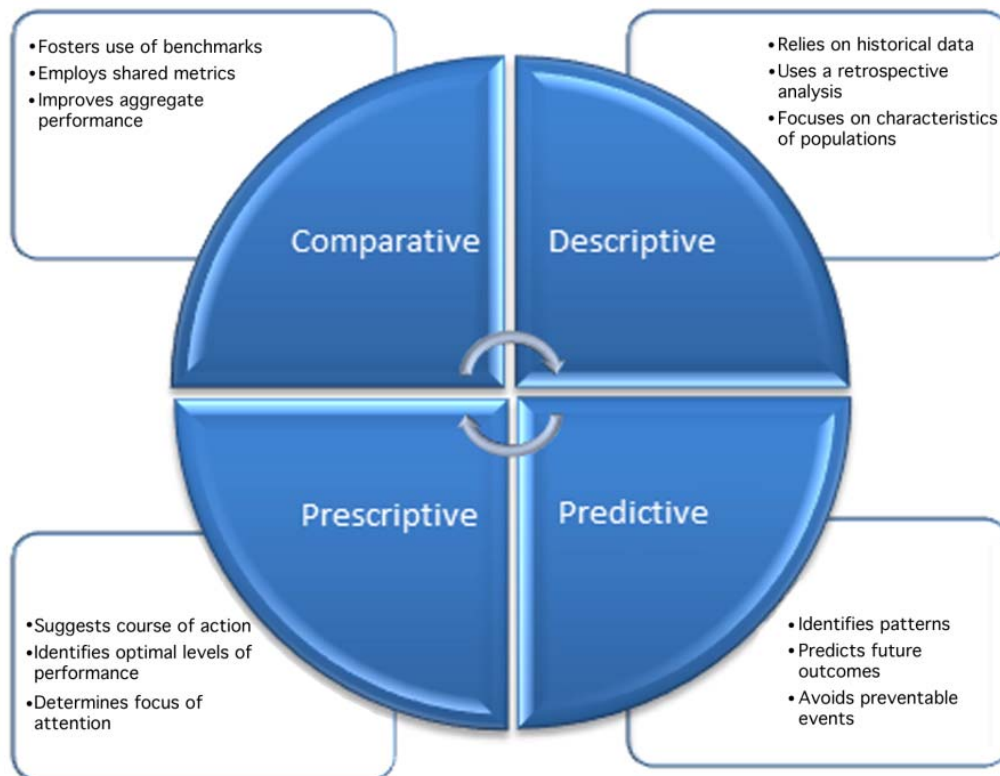 •Fosters use of benchmarks
•Employs shared metrics
•Improves aggregate
performance
•Relies on historical data
•Uses a retrospective
analysis
•Focuses on characteristics
of populations
Comparative
Descriptive
Prescriptive
Predictive
•Suggests course of action
•Identifies optimal levels of
performance
•Determines focus of
attention
•Identifies patterns
•Predicts future
outcomes
•Avoids preventable
events